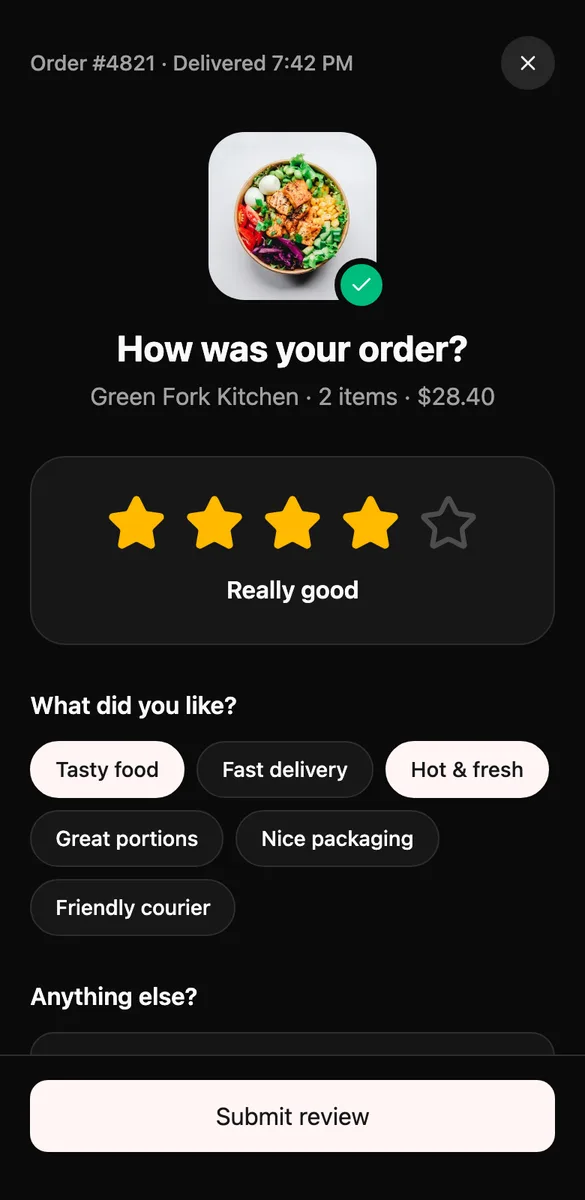 Order #4821 · Delivered 7:42 PM
How was your order?
Green Fork Kitchen · 2 items · $28.40
Really good
What did you like?
Tasty food
Fast delivery
Hot & fresh
Great portions
Nice packaging
Friendly courier
Anything else?
Submit review